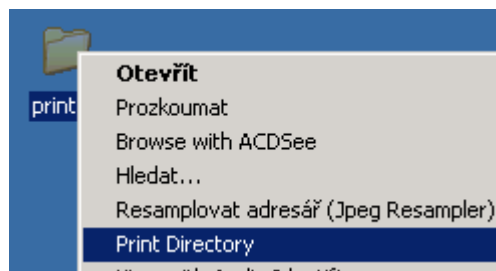 Otevřít
print
Prozkoumat
Browse with ACDSee
Hledat...
Resamplovat adresář (Jpeg Resampler)
Print Directory